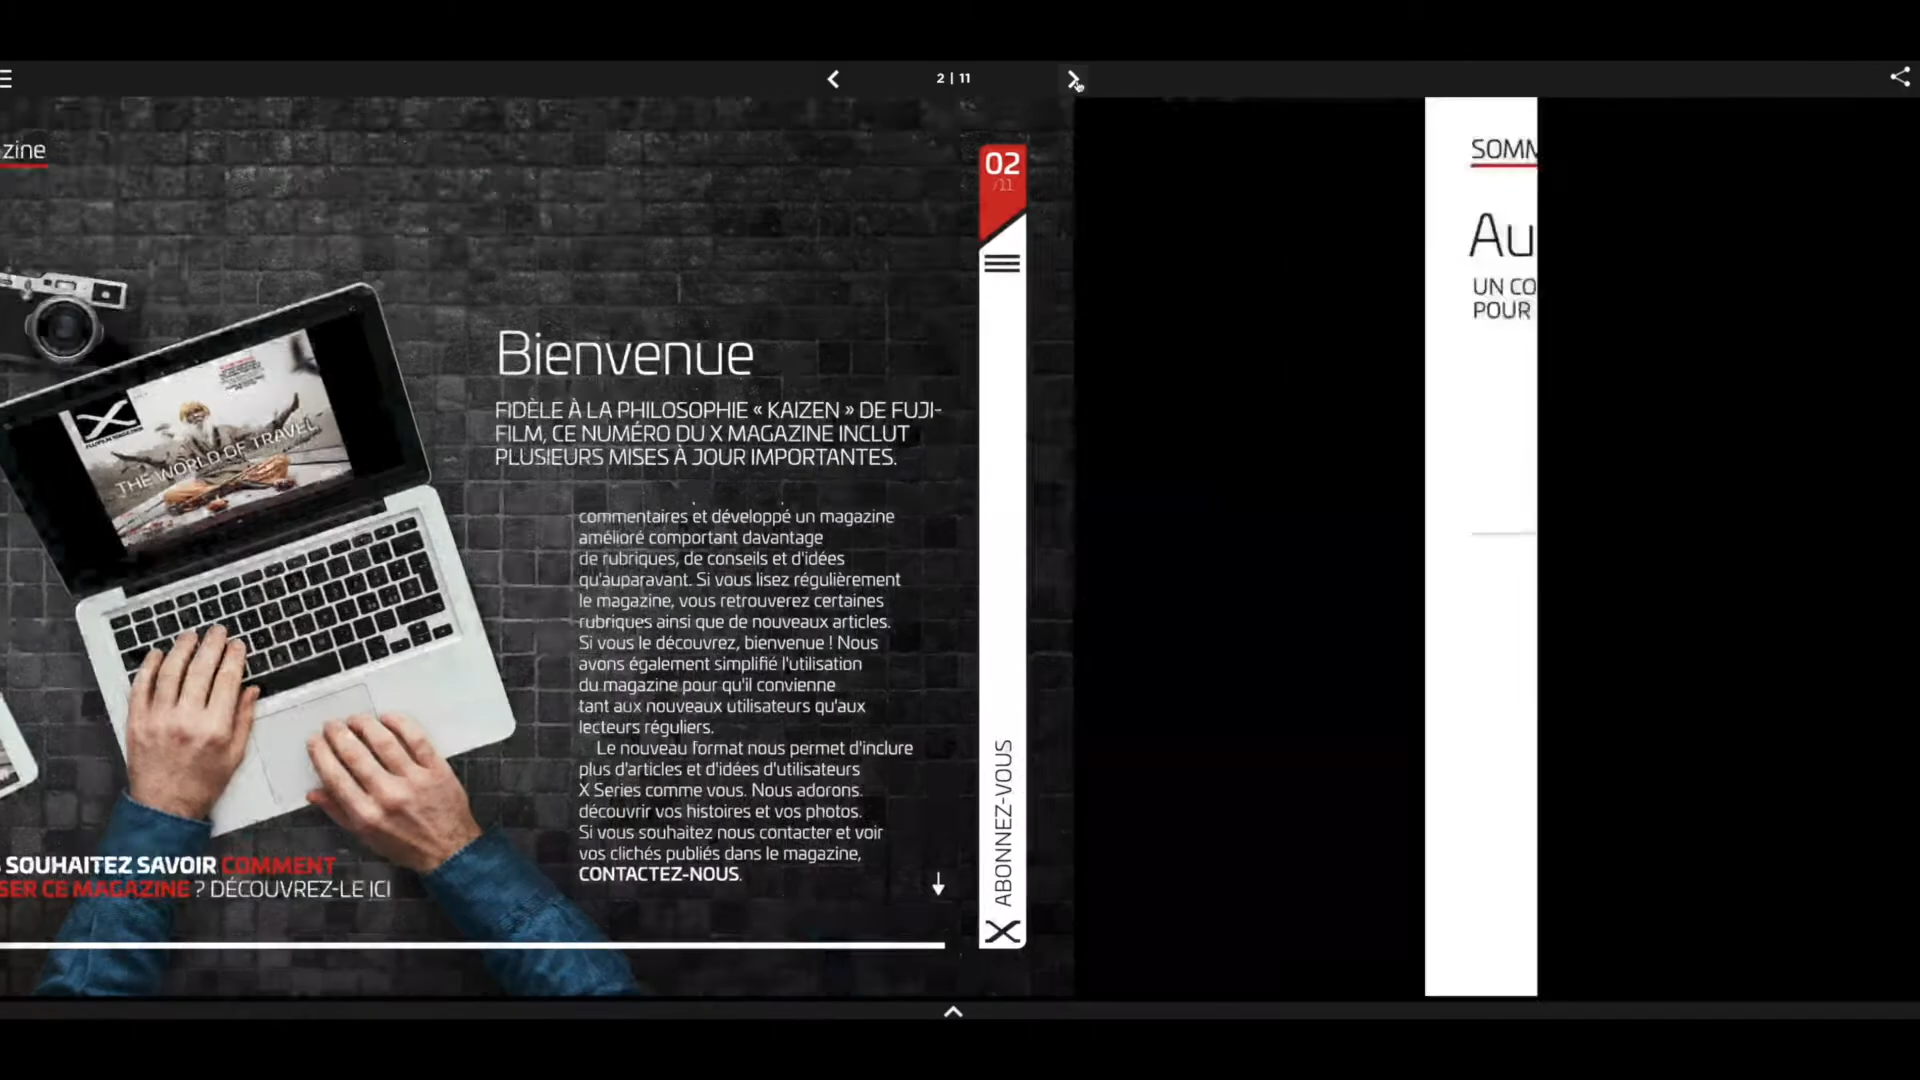 2 | 11
zine
02
/11
Bienvenue
FIDÈLE À LA PHILOSOPHIE « KAIZEN » DE FUJI-
FILM, CE NUMÉRO DU X MAGAZINE INCLUT
PLUSIEURS MISES À JOUR IMPORTANTES.
THE WORLD OF TRAVEL
commentaires et développé un magazine
amélioré comportant davantage
de rubriques, de conseils et d'idées
qu'auparavant. Si vous lisez régulièrement
le magazine, vous retrouverez certaines
rubriques ainsi que de nouveaux articles.
Si vous le découvrez, bienvenue ! Nous
avons également simplifié l'utilisation
du magazine pour qu'il convienne
tant aux nouveaux utilisateurs qu'aux
lecteurs réguliers.
Le nouveau format nous permet d'inclure
plus d'articles et d'idées d'utilisateurs
X Series comme vous. Nous adorons.
découvrir vos histoires et vos photos.
Si vous souhaitez nous contacter et voir
vos clichés publiés dans le magazine,
CONTACTEZ-NOUS.
SOUHAITEZ SAVOIR COMMENT
SER CE MAGAZINE ? DÉCOUVREZ-LE ICI
ABONNEZ-VOUS
SOMM
Au
UN CO
POUR